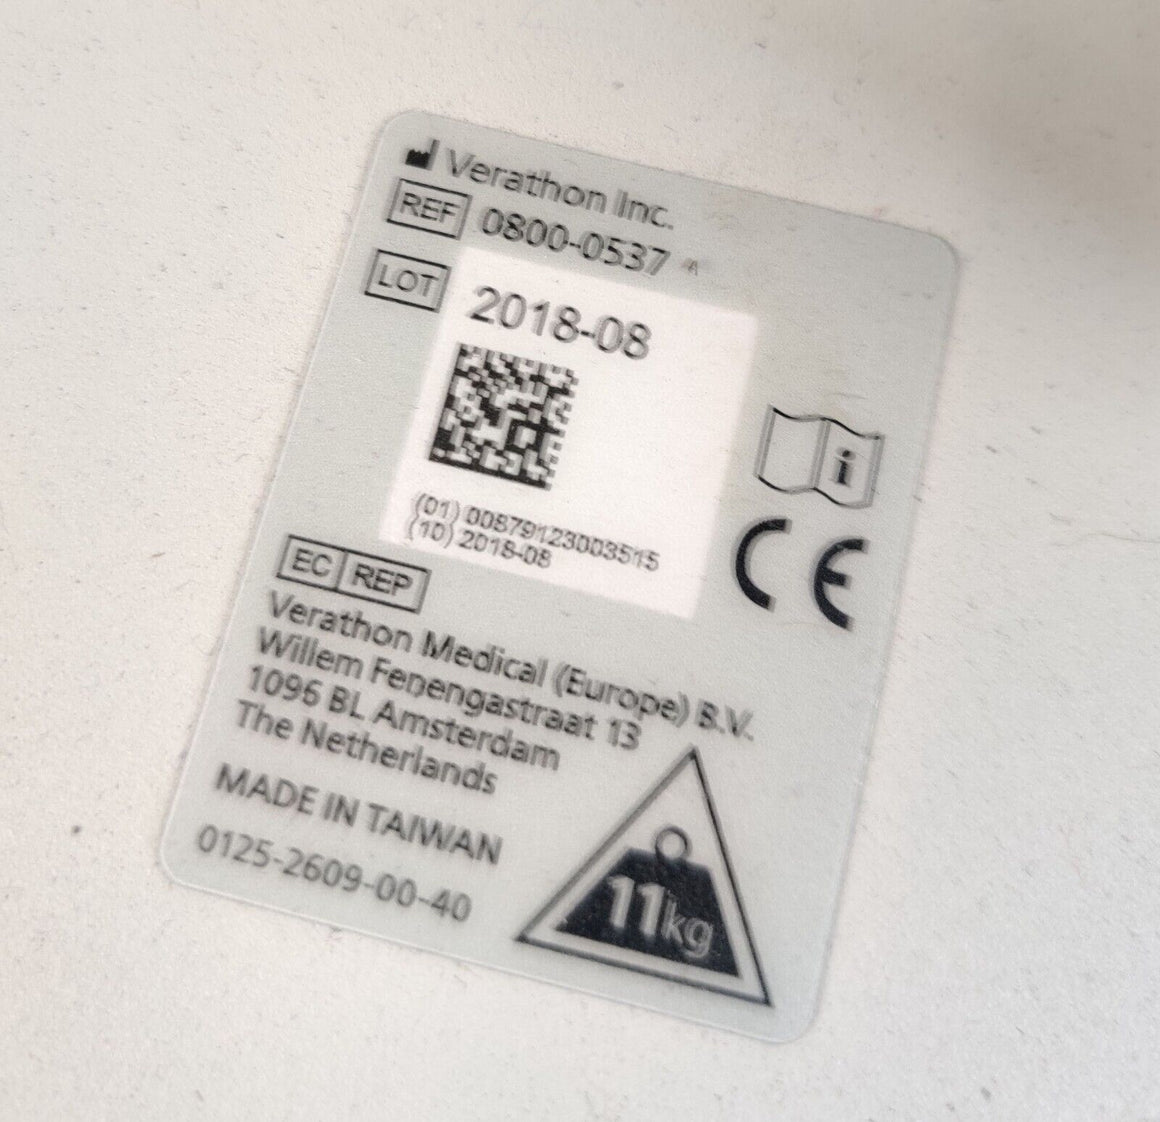 Verathon Inc.
REF 0800-0537 A
LOT 2018-08
(01) 00879123003515
(10) 2018-08
EC REP
Verathon Medical (Europe) B.V.
Willem Fenengastraat 13
1096 BL Amsterdam
The Netherlands
MADE IN TAIWAN
0125-2609-00-40
i
CE
11kg